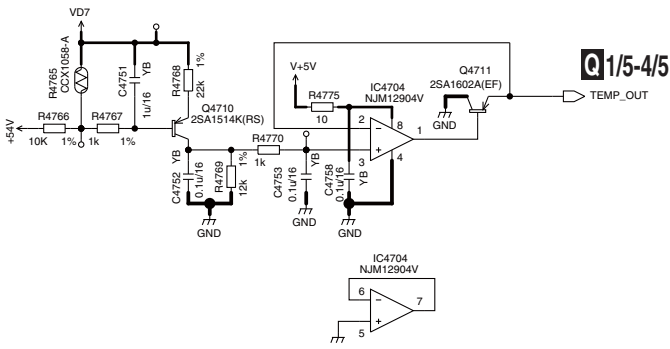 VD7
R4765
CCX1058-A
C4751
1u/16
YB
R4768
22k
1%
Q4710
2SA1514K(RS)
+54V
R4766
10K
1%
R4767
1k
1%
YB
C4752
0.1u/16
R4769
12k
1%
GND
R4770
1k
V+5V
R4775
10
IC4704
NJM12904V
2
3
8
4
1
YB
C4753
0.1u/16
GND
C4758
0.1u/16
YB
GND
Q4711
2SA1602A(EF)
GND
Q 1/5-4/5
TEMP_OUT
IC4704
NJM12904V
6
5
7